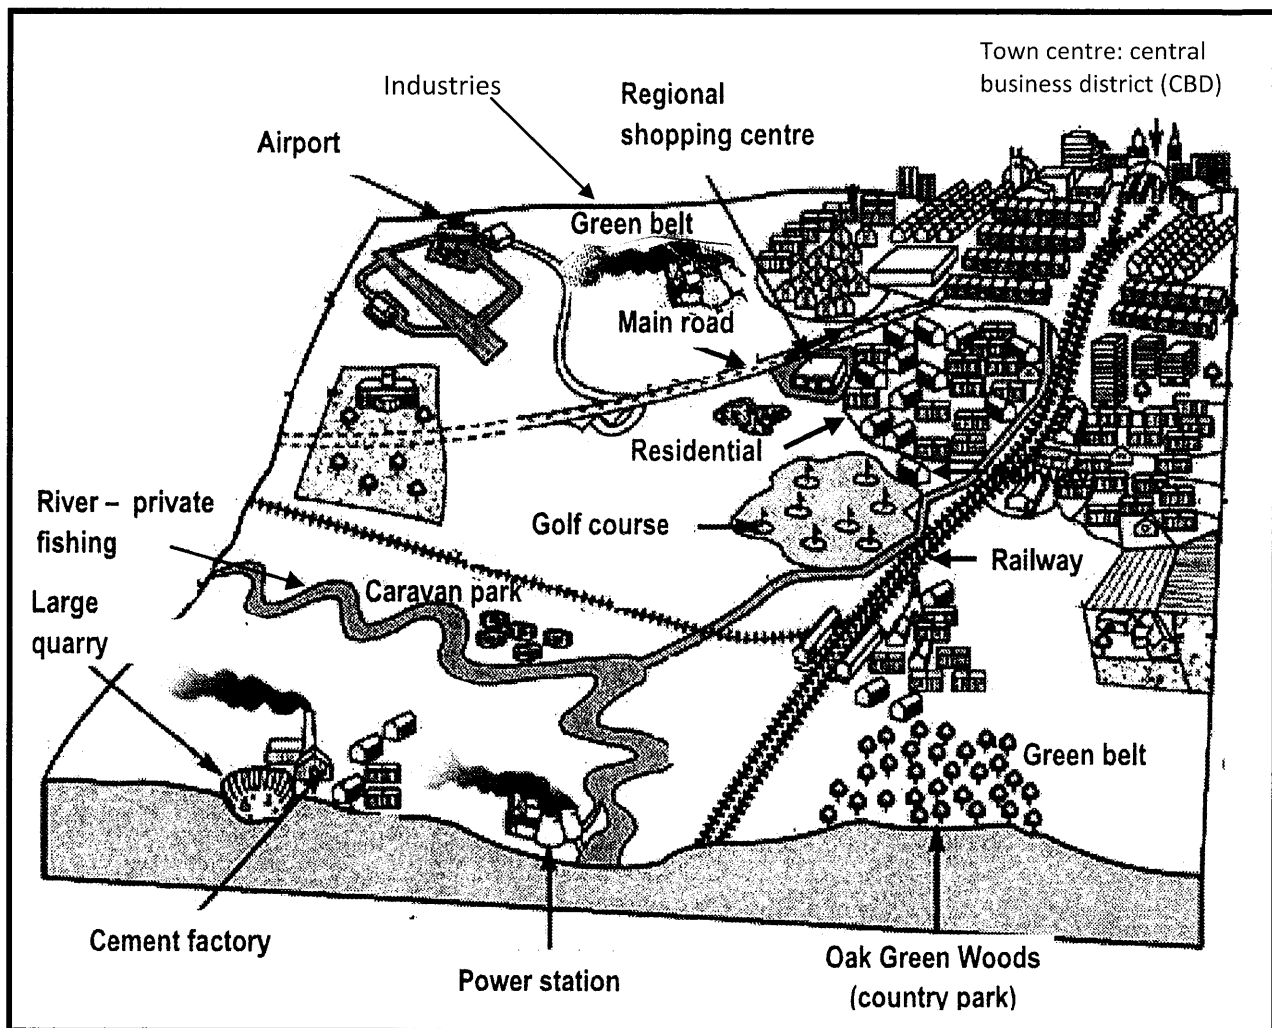 Town centre: central
business district (CBD)
Industries
Regional
shopping centre
Airport
Green belt
Main road
Residential
River – private
fishing
Golf course
Railway
Caravan park
Large
quarry
Green belt
Cement factory
Power station
Oak Green Woods
(country park)